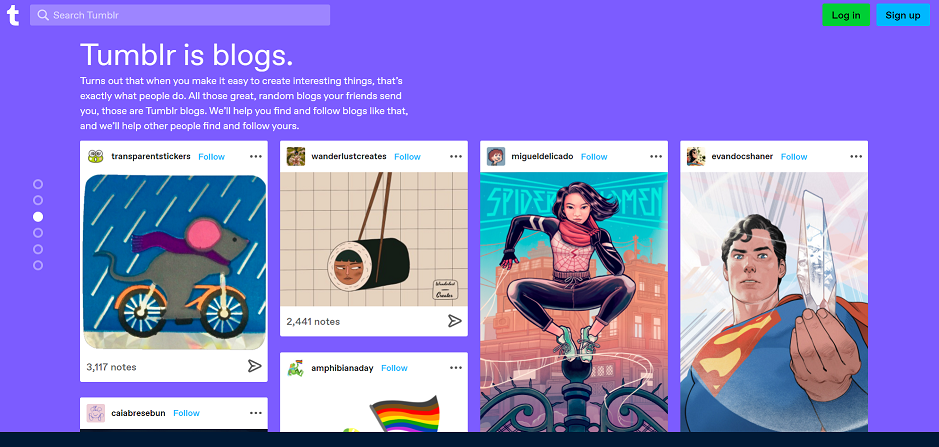 t
Search Tumblr
Log in
Sign up
Tumblr is blogs.
Turns out that when you make it easy to create interesting things, that's
exactly what people do. All those great, random blogs your friends send
you, those are Tumblr blogs. We'll help you find and follow blogs like that,
and we'll help other people find and follow yours.
transparentstickers Follow
3,117 notes
caiabresebun Follow
wanderlustcreates Follow
Wanderlust
Creates
2,441 notes
amphibianaday Follow
migueldelicado Follow
SPIDER WOMEN
evandocshaner Follow